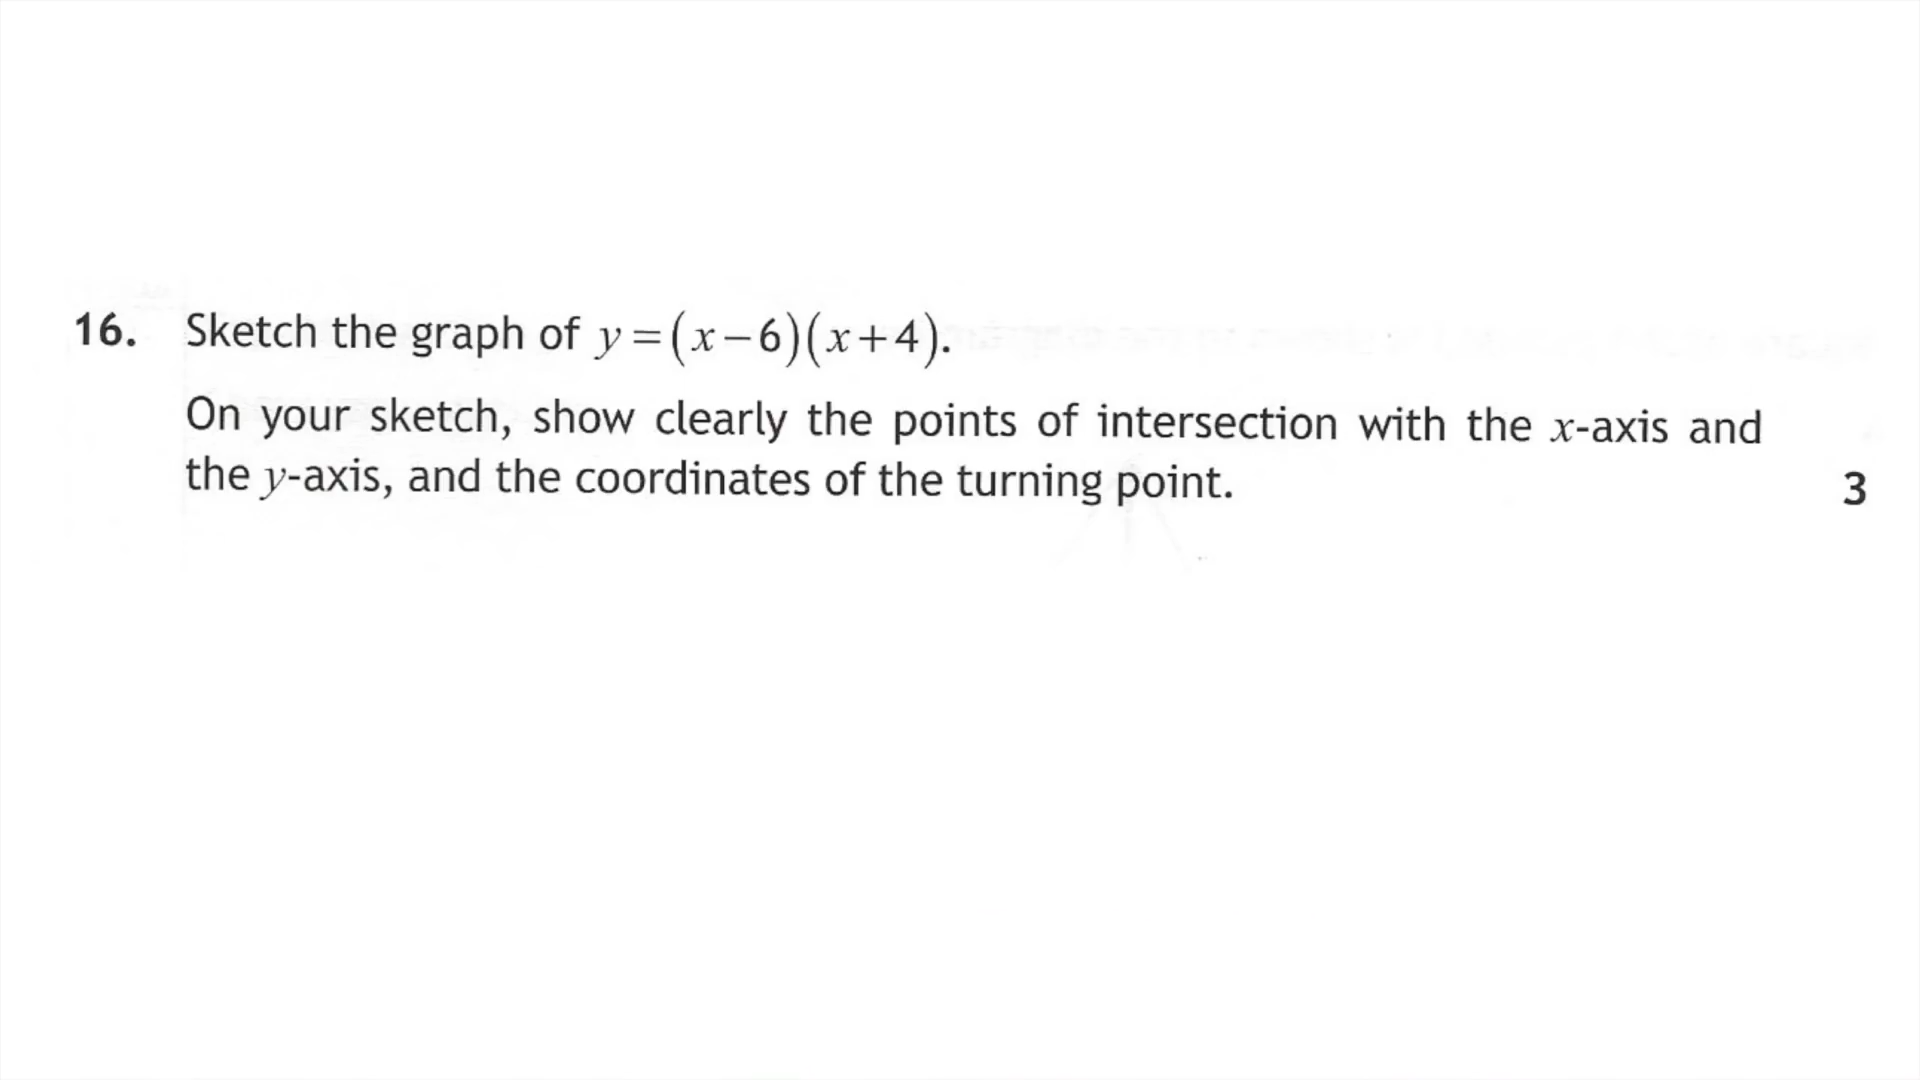 16. Sketch the graph of y=(x−6)(x+4).
On your sketch, show clearly the points of intersection with the x-axis and
the y-axis, and the coordinates of the turning point. 3